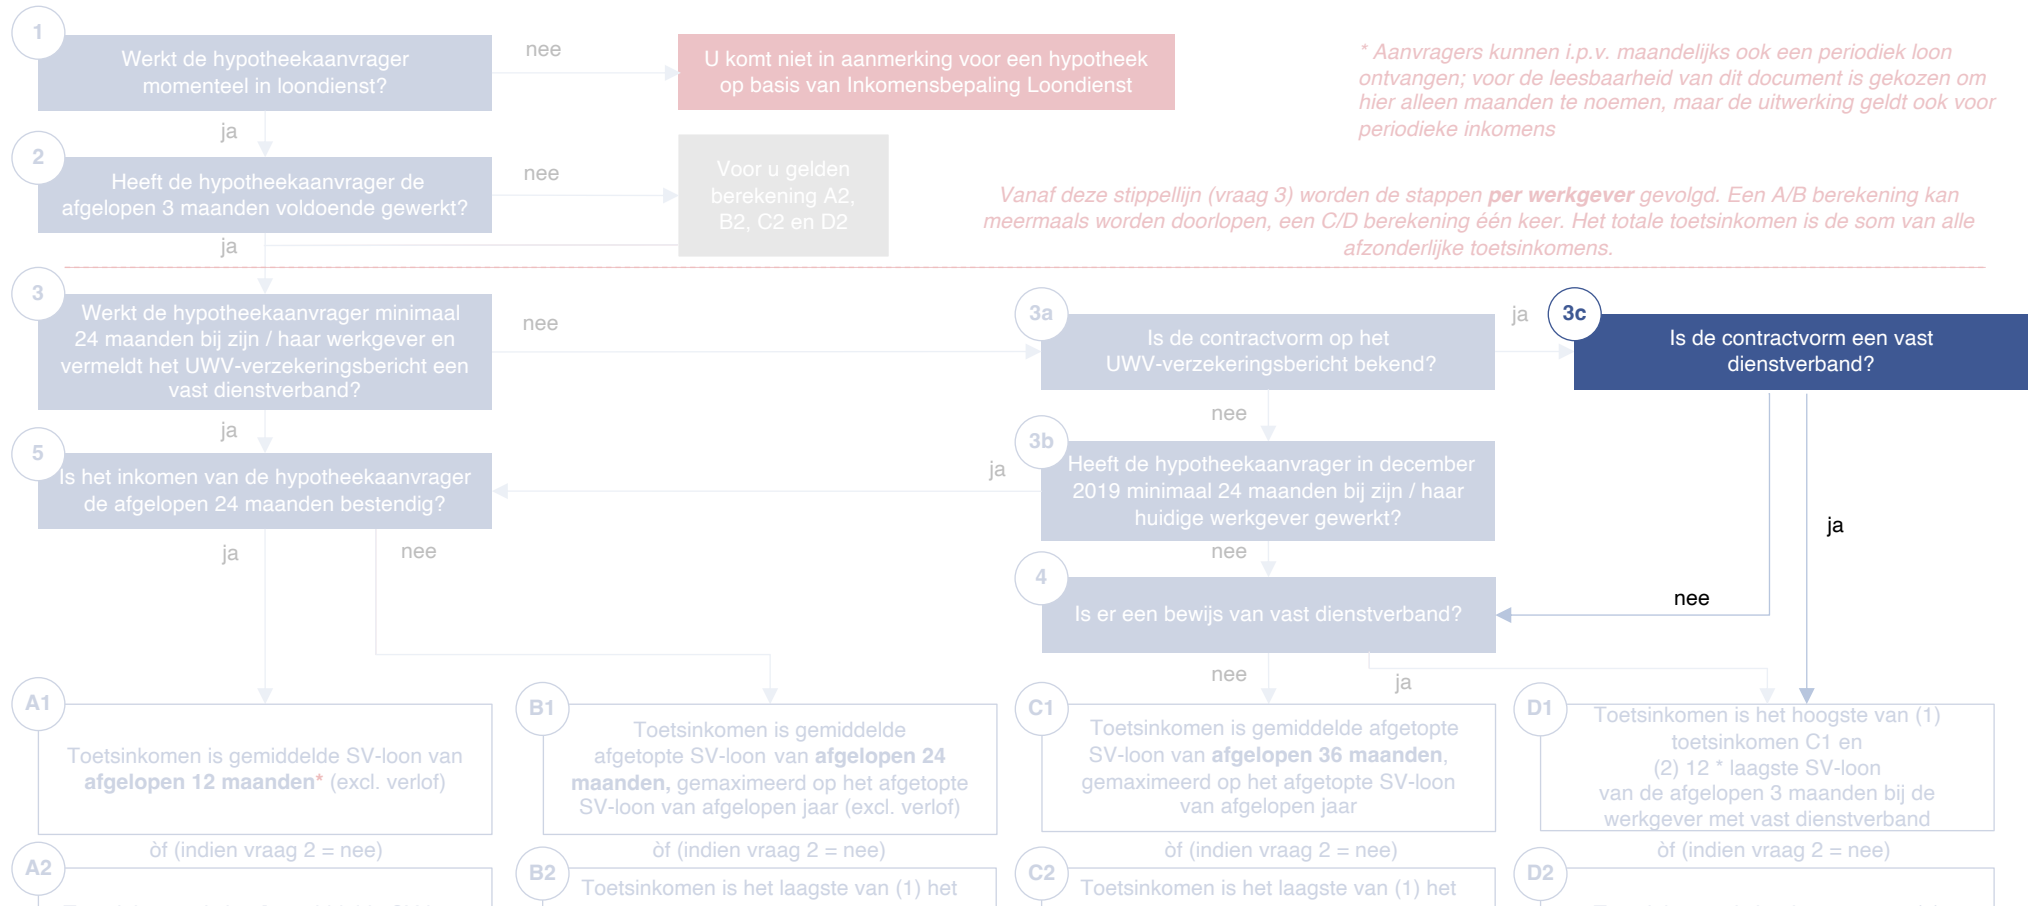 1
Werkt de hypotheekaanvrager
momenteel in loondienst?
nee
U komt niet in aanmerking voor een hypotheek
op basis van Inkomensbepaling Loondienst
* Aanvragers kunnen i.p.v. maandelijks ook een periodiek loon
ontvangen; voor de leesbaarheid van dit document is gekozen om
hier alleen maanden te noemen, maar de uitwerking geldt ook voor
periodieke inkomens
ja
2
Heeft de hypotheekaanvrager de
afgelopen 3 maanden voldoende gewerkt?
nee
Voor u gelden
berekening A2,
B2, C2 en D2
Vanaf deze stippellijn (vraag 3) worden de stappen per werkgever gevolgd. Een A/B berekening kan
meermaals worden doorlopen, een C/D berekening één keer. Het totale toetsinkomen is de som van alle
afzonderlijke toetsinkomens.
ja
3
Werkt de hypotheekaanvrager minimaal
24 maanden bij zijn / haar werkgever en
vermeldt het UWV-verzekeringsbericht een
vast dienstverband?
nee
3a
Is de contractvorm op het
UWV-verzekeringsbericht bekend?
ja
3c
Is de contractvorm een vast
dienstverband?
ja
nee
5
Is het inkomen van de hypotheekaanvrager
de afgelopen 24 maanden bestendig?
ja
3b
Heeft de hypotheekaanvrager in december
2019 minimaal 24 maanden bij zijn / haar
huidige werkgever gewerkt?
ja
ja
nee
nee
4
Is er een bewijs van vast dienstverband?
nee
nee
ja
A1
Toetsinkomen is gemiddelde SV-loon van
afgelopen 12 maanden* (excl. verlof)
B1
Toetsinkomen is gemiddelde
afgetopte SV-loon van afgelopen 24
maanden, gemaximeerd op het afgetopte
SV-loon van afgelopen jaar (excl. verlof)
C1
Toetsinkomen is gemiddelde afgetopte
SV-loon van afgelopen 36 maanden,
gemaximeerd op het afgetopte SV-loon
van afgelopen jaar
D1
Toetsinkomen is het hoogste van (1)
toetsinkomen C1 en
(2) 12 * laagste SV-loon
van de afgelopen 3 maanden bij de
werkgever met vast dienstverband
òf (indien vraag 2 = nee)
òf (indien vraag 2 = nee)
òf (indien vraag 2 = nee)
òf (indien vraag 2 = nee)
A2
B2
Toetsinkomen is het laagste van (1) het
C2
Toetsinkomen is het laagste van (1) het
D2